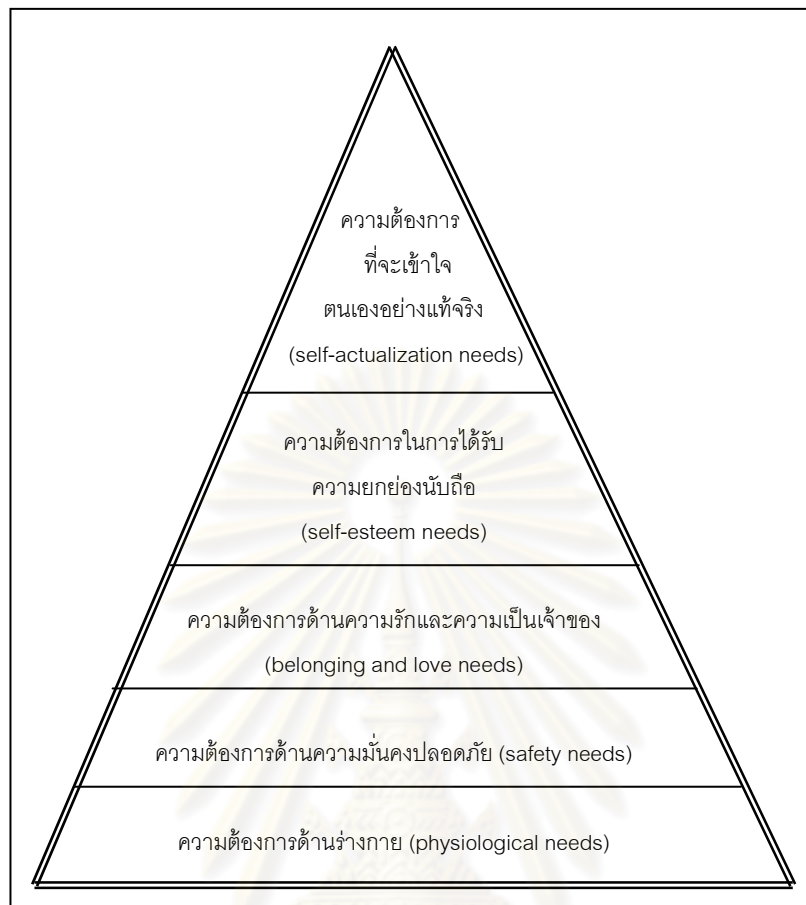 ความต้องการ
ที่จะเข้าใจ
ตนเองอย่างแท้จริง
(self-actualization needs)
ความต้องการในการได้รับ
ความยกย่องนับถือ
(self-esteem needs)
ความต้องการด้านความรักและความเป็นเจ้าของ
(belonging and love needs)
ความต้องการด้านความมั่นคงปลอดภัย (safety needs)
ความต้องการด้านร่างกาย (physiological needs)